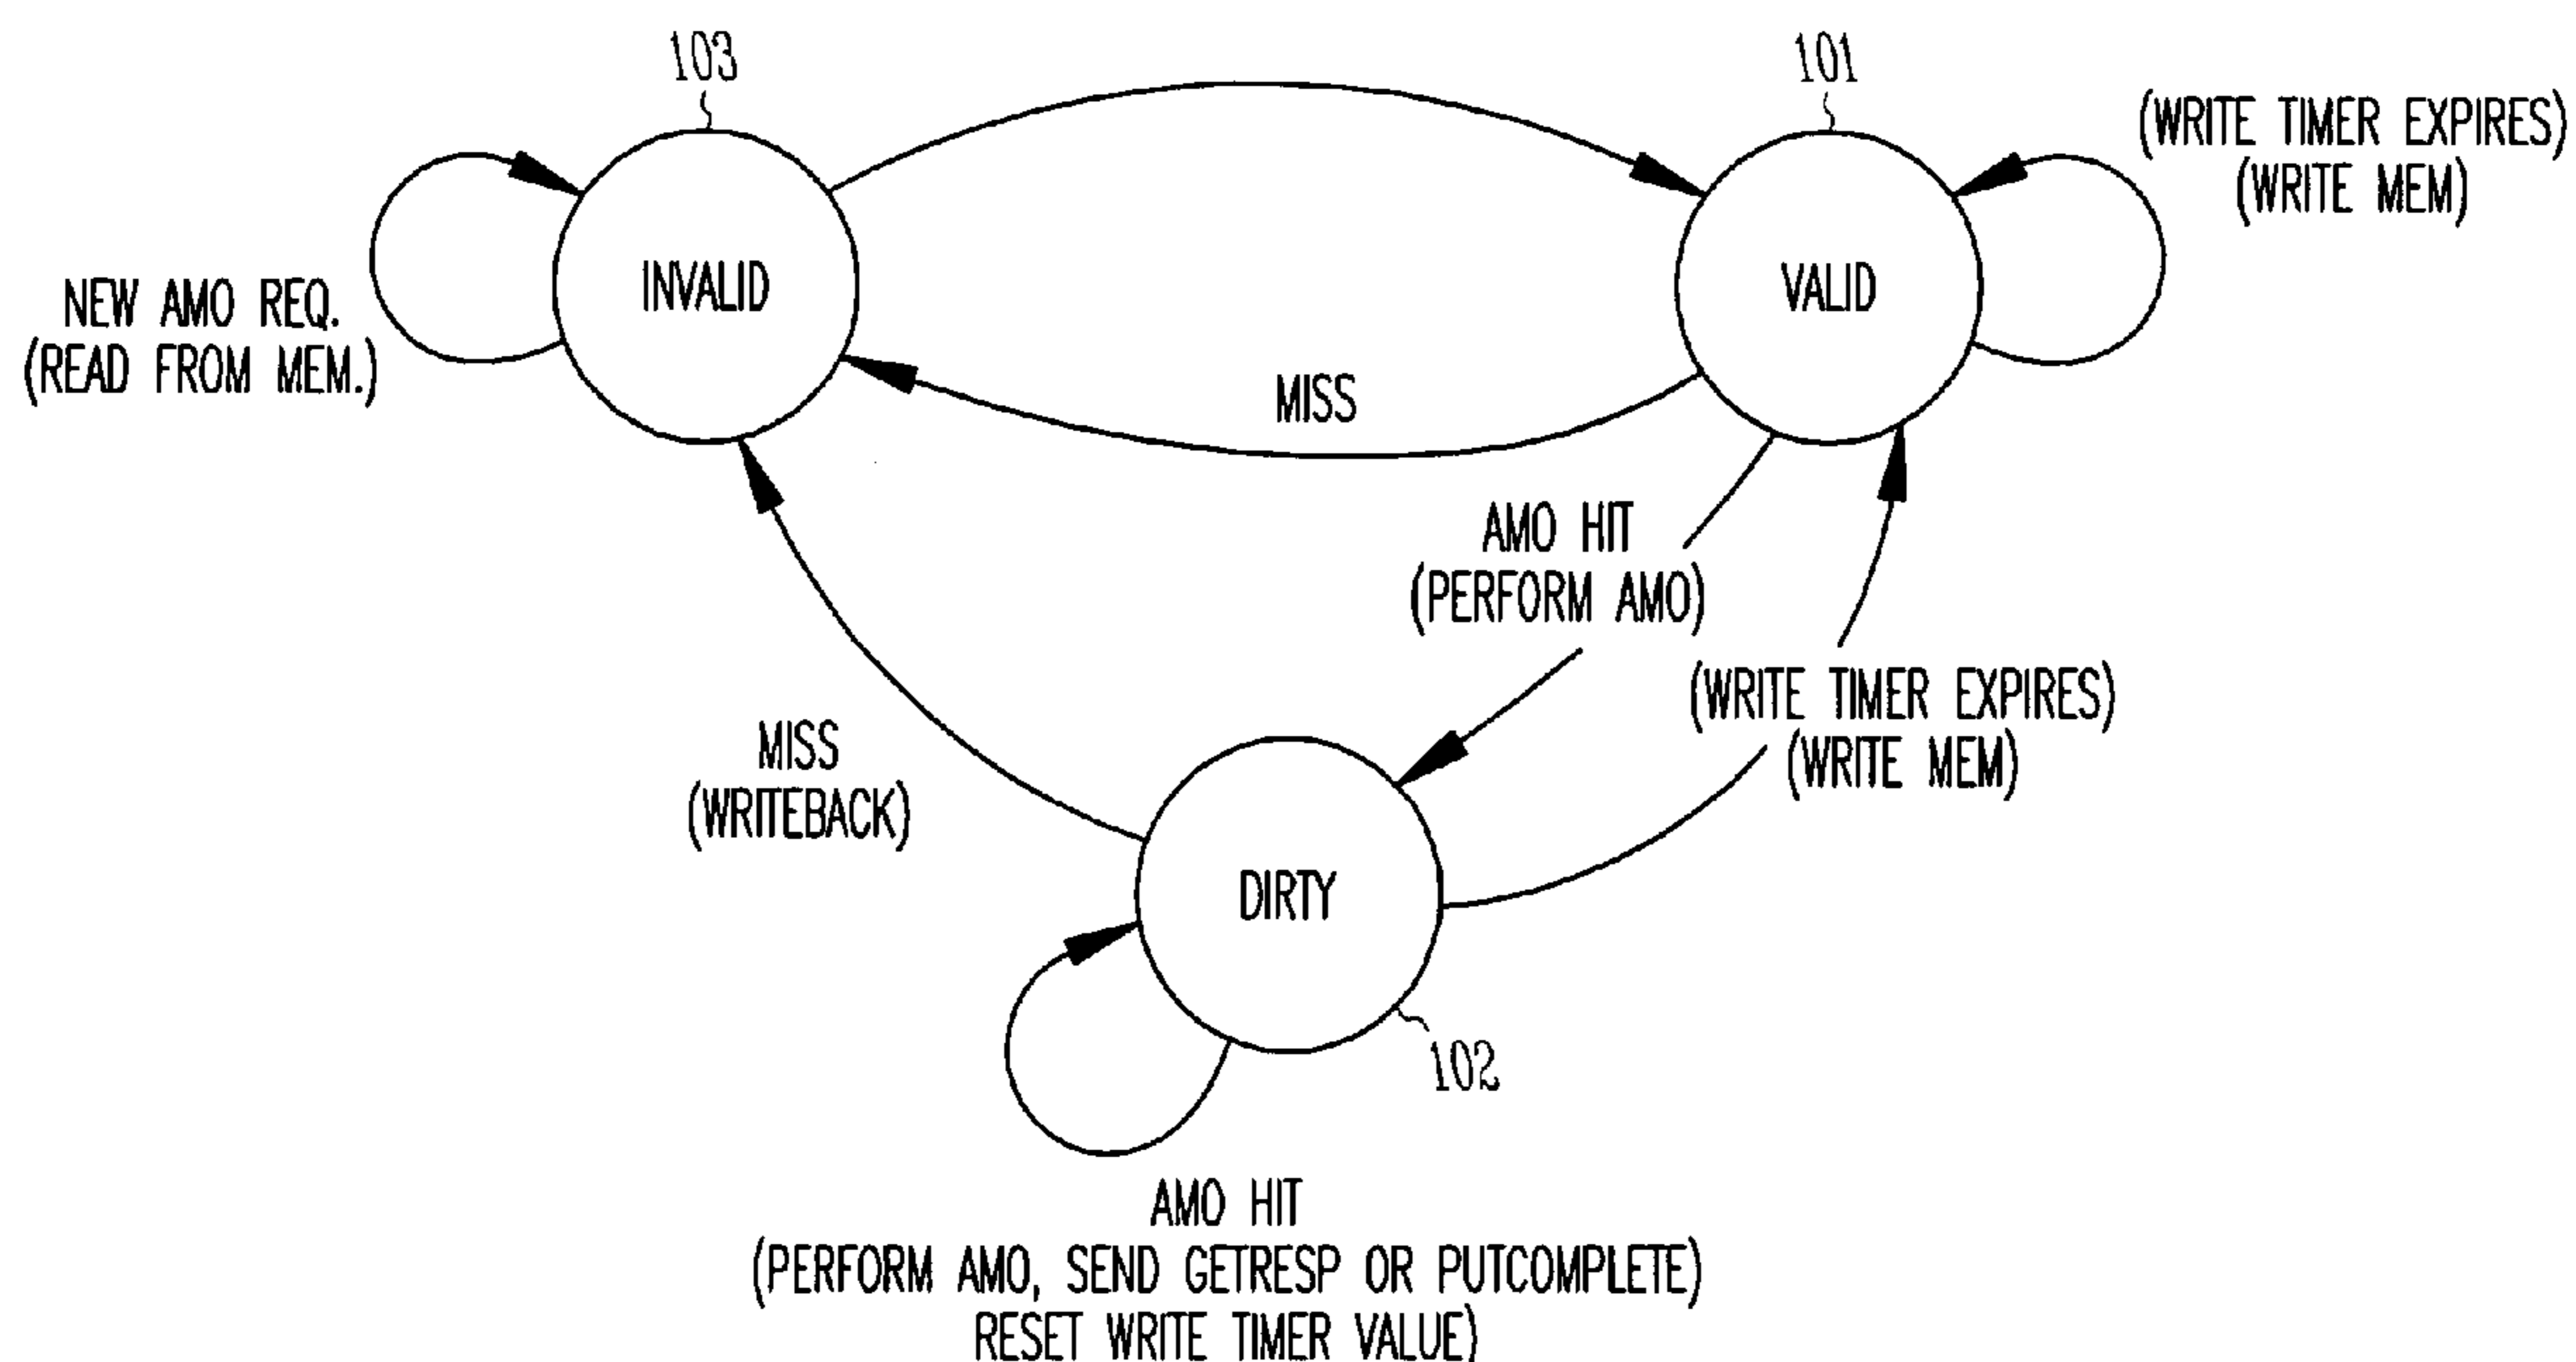 103
101
(WRITE TIMER EXPIRES)
(WRITE MEM)
INVALID
VALID
NEW AMO REQ.
(READ FROM MEM.)
MISS
AMO HIT
(PERFORM AMO)
(WRITE TIMER EXPIRES)
(WRITE MEM)
MISS
(WRITEBACK)
DIRTY
102
AMO HIT
(PERFORM AMO, SEND GETRESP OR PUTCOMPLETE)
RESET WRITE TIMER VALUE)